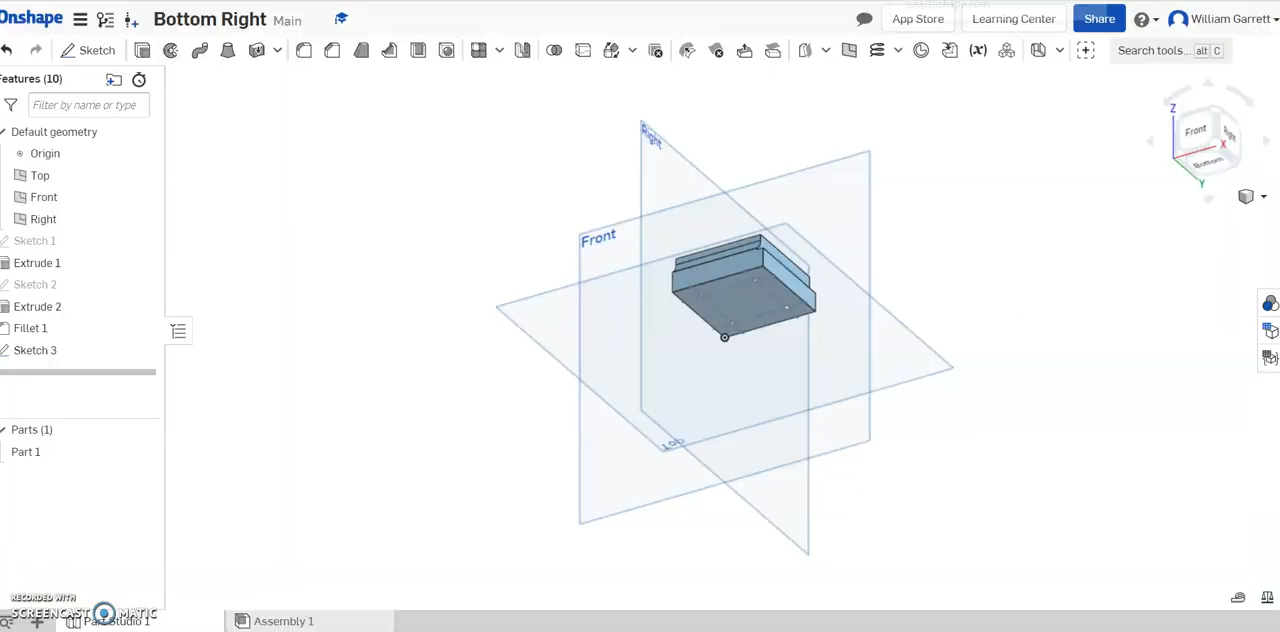 Onshape Bottom Right Main App Store Learning Center Share William Garrett
Sketch (x) Search tools... alt C
Features (10)
Filter by name or type
Default geometry
Origin
Top
Front
Right
Sketch 1
Extrude 1
Sketch 2
Extrude 2
Fillet 1
Sketch 3
Parts (1)
Part 1
Right
Front
Top
Z
Front
Right
X
Bottom
Y
RECORDED WITH
SCREENCAST MATIC
Part Studio 1
Assembly 1